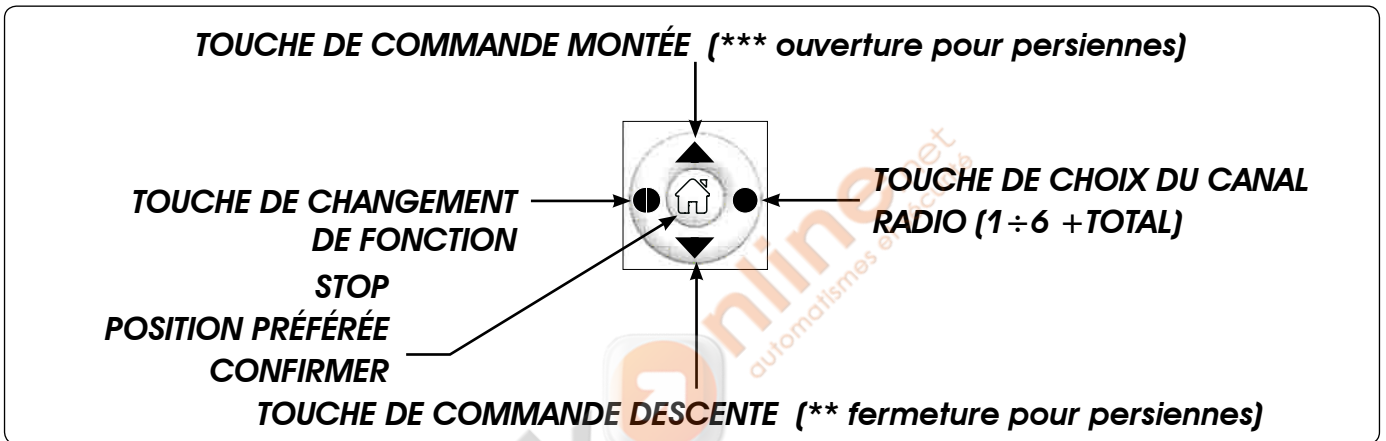 TOUCHE DE COMMANDE MONTÉE (*** ouverture pour persiennes)
TOUCHE DE CHANGEMENT
DE FONCTION
TOUCHE DE CHOIX DU CANAL
RADIO (1÷6 +TOTAL)
STOP
POSITION PRÉFÉRÉE
CONFIRMER
TOUCHE DE COMMANDE DESCENTE (** fermeture pour persiennes)